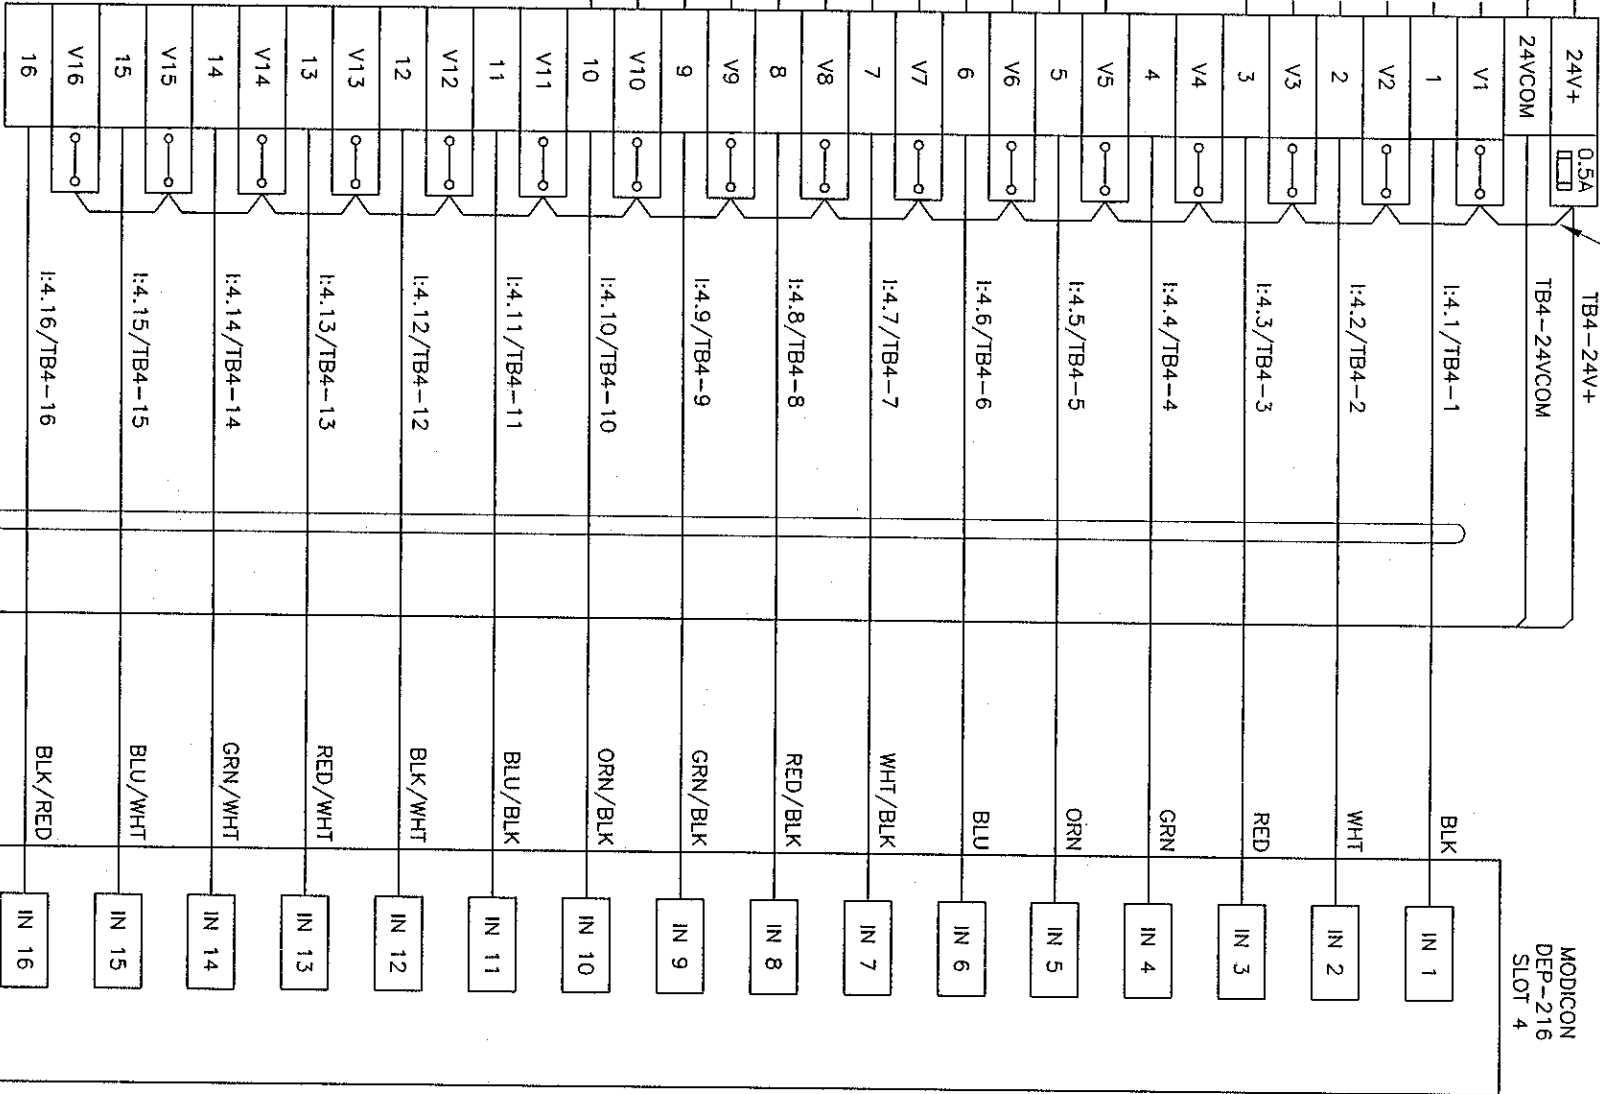 24V+
24VCOM
V1
1
V2
2
V3
3
V4
4
V5
5
V6
6
V7
7
V8
8
V9
9
V10
10
V11
11
V12
12
V13
13
V14
14
V15
15
V16
16
0.5A
TB4-24V+
TB4-24VCOM
I:4.1/TB4-1
I:4.2/TB4-2
I:4.3/TB4-3
I:4.4/TB4-4
I:4.5/TB4-5
I:4.6/TB4-6
I:4.7/TB4-7
I:4.8/TB4-8
I:4.9/TB4-9
I:4.10/TB4-10
I:4.11/TB4-11
I:4.12/TB4-12
I:4.13/TB4-13
I:4.14/TB4-14
I:4.15/TB4-15
I:4.16/TB4-16
BLK
WHT
RED
GRN
ORN
BLU
WHT/BLK
RED/BLK
GRN/BLK
ORN/BLK
BLU/BLK
BLK/WHT
RED/WHT
GRN/WHT
BLU/WHT
BLK/RED
MODICON
DEP-216
SLOT 4
IN 1
IN 2
IN 3
IN 4
IN 5
IN 6
IN 7
IN 8
IN 9
IN 10
IN 11
IN 12
IN 13
IN 14
IN 15
IN 16